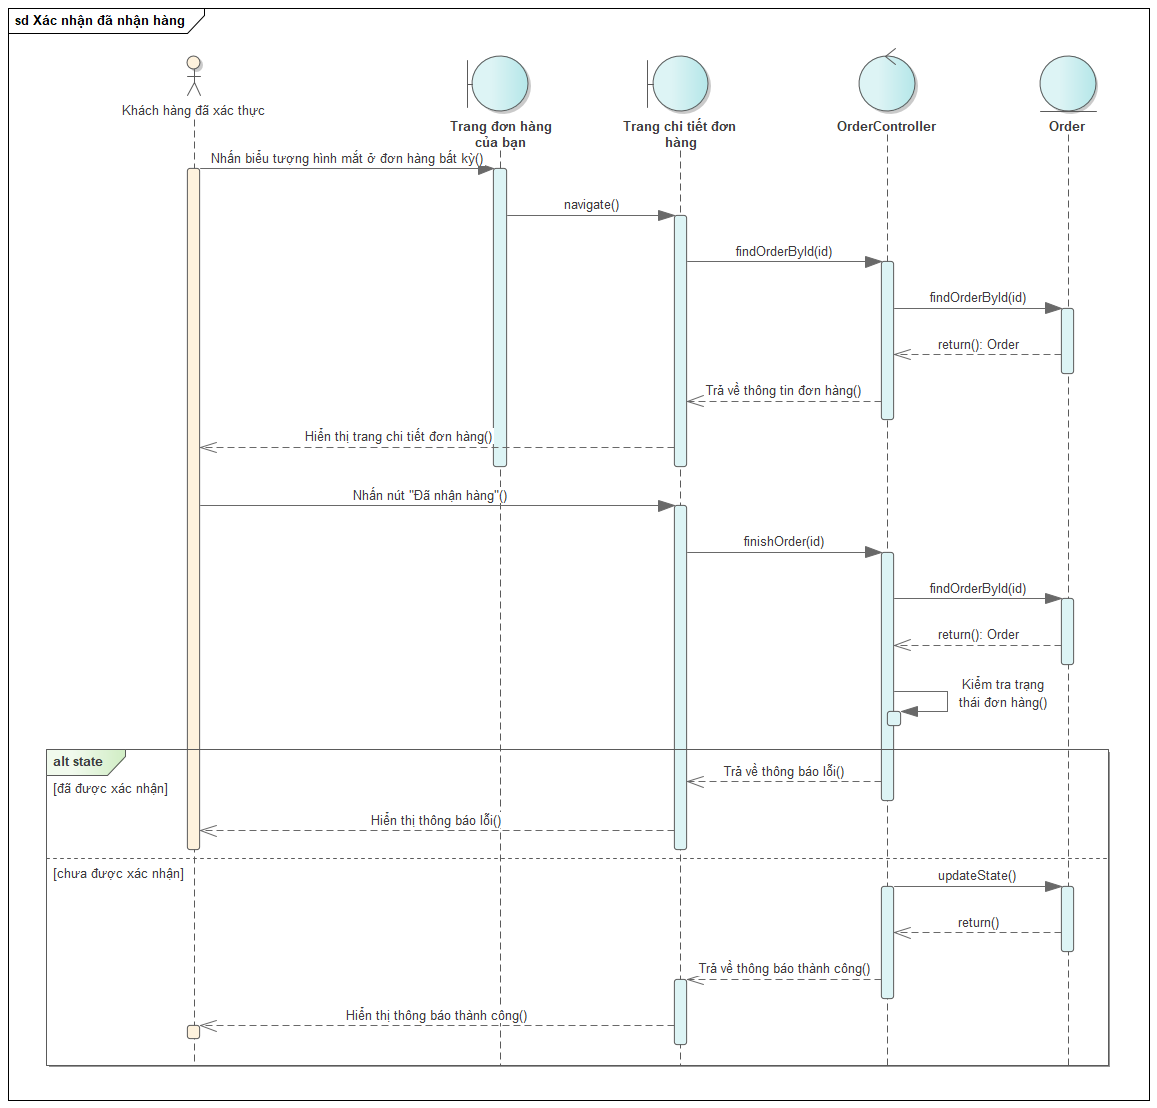 sd Xác nhận đã nhận hàng
Khách hàng đã xác thực
Trang đơn hàng
của bạn
Trang chi tiết đơn
hàng
OrderController
Order
Nhấn biểu tượng hình mắt ở đơn hàng bất kỳ()
navigate()
findOrderById(id)
findOrderById(id)
return(): Order
Trả về thông tin đơn hàng()
Hiển thị trang chi tiết đơn hàng()
Nhấn nút "Đã nhận hàng"()
finishOrder(id)
findOrderById(id)
return(): Order
Kiểm tra trạng
thái đơn hàng()
alt state
[đã được xác nhận]
Trả về thông báo lỗi()
Hiển thị thông báo lỗi()
[chưa được xác nhận]
updateState()
return()
Trả về thông báo thành công()
Hiển thị thông báo thành công()